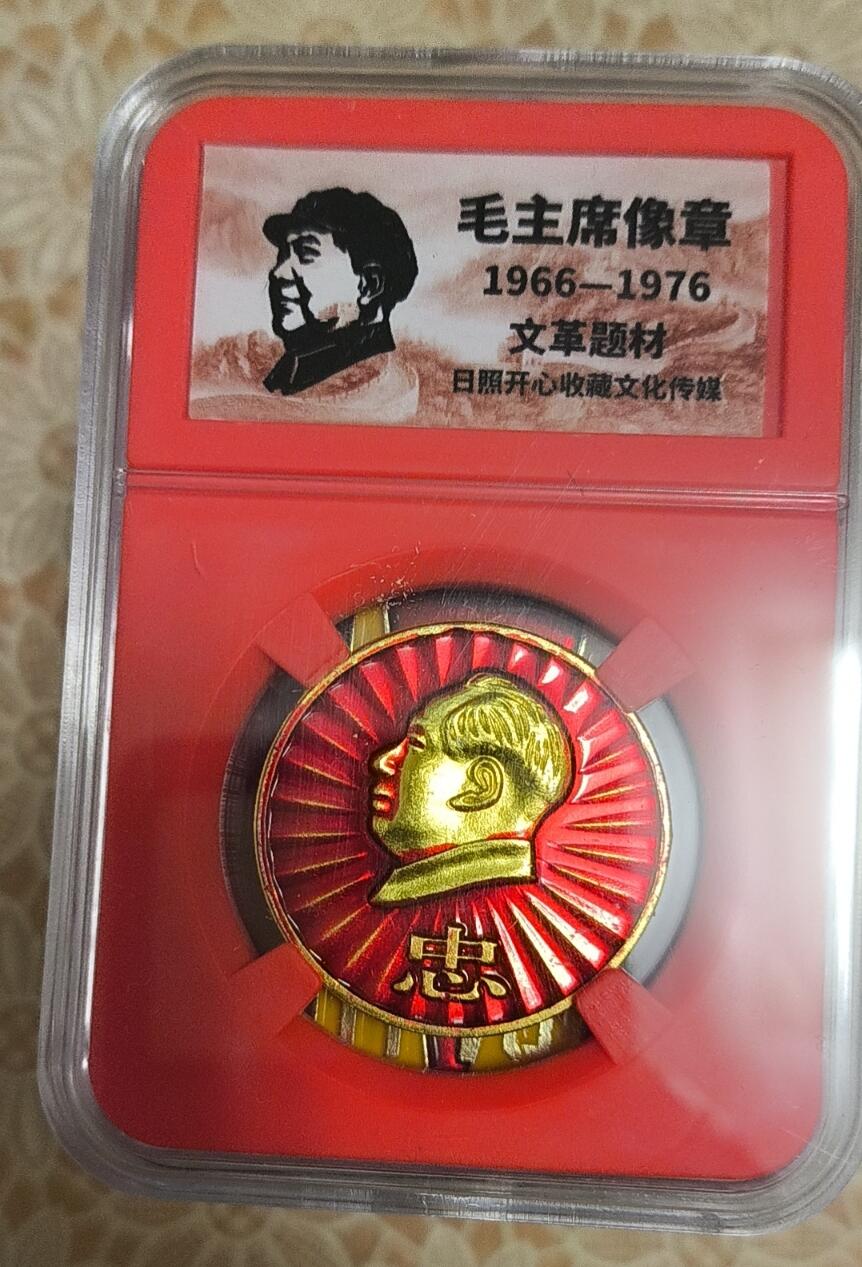 毛主席像章
1966—1976
文革题材
日照开心收藏文化传媒
忠